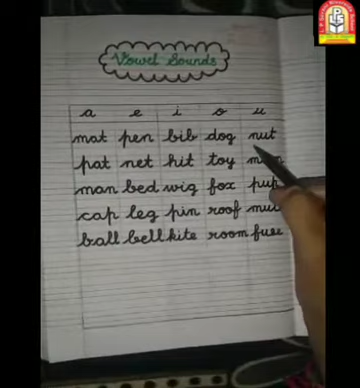 Vowel Sounds
a e i o u
mat pen bib dog nut
pat net hit toy
man bed wig fox pup
cap leg pin roof
ball bell kite room fuse